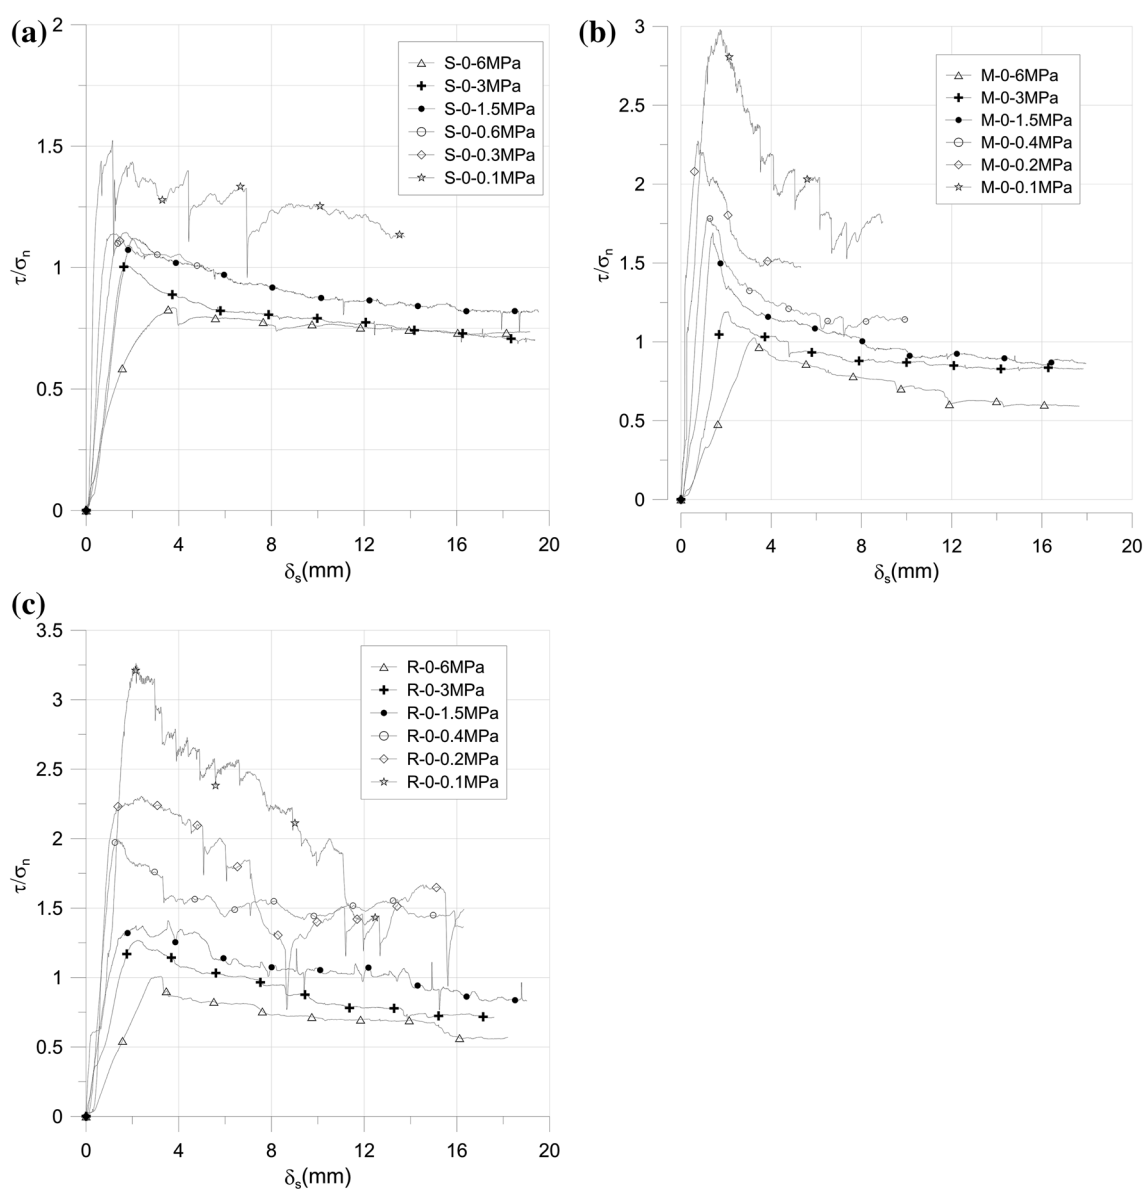 (a)
2
1.5
1
0.5
0
τ/σn
S-0-6MPa
S-0-3MPa
S-0-1.5MPa
S-0-0.6MPa
S-0-0.3MPa
S-0-0.1MPa
0 4 8 12 16 20
δs(mm)
(b)
3
2.5
2
1.5
1
0.5
0
τ/σn
M-0-6MPa
M-0-3MPa
M-0-1.5MPa
M-0-0.4MPa
M-0-0.2MPa
M-0-0.1MPa
0 4 8 12 16 20
δs(mm)
(c)
3.5
3
2.5
2
1.5
1
0.5
0
τ/σn
R-0-6MPa
R-0-3MPa
R-0-1.5MPa
R-0-0.4MPa
R-0-0.2MPa
R-0-0.1MPa
0 4 8 12 16 20
δs(mm)